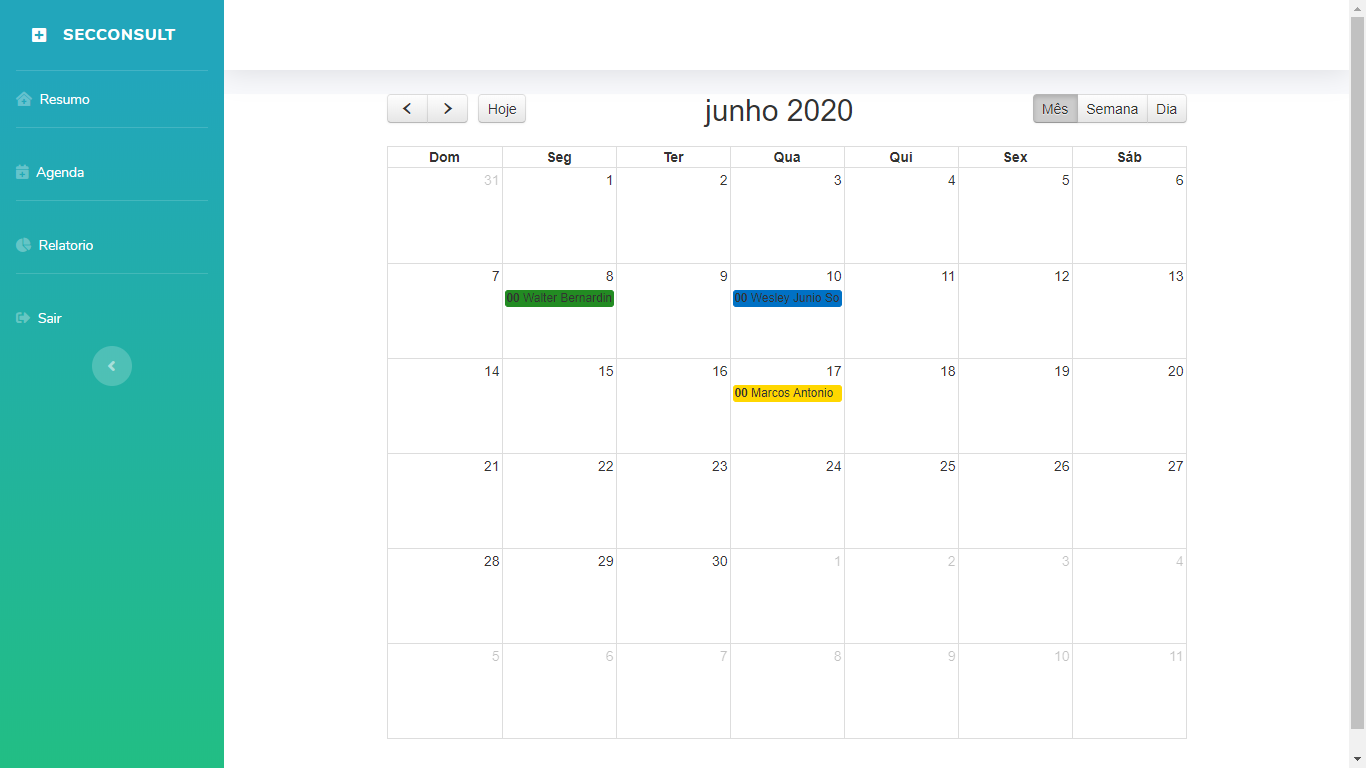 SECCONSULT
Resumo
Agenda
Relatorio
Sair
Hoje
junho 2020
Mês Semana Dia
Dom Seg Ter Qua Qui Sex Sáb
31 1 2 3 4 5 6
7 8 9 10 11 12 13
00 Walter Bernardin 00 Wesley Junio So
14 15 16 17 18 19 20
00 Marcos Antonio
21 22 23 24 25 26 27
28 29 30 1 2 3 4
5 6 7 8 9 10 11